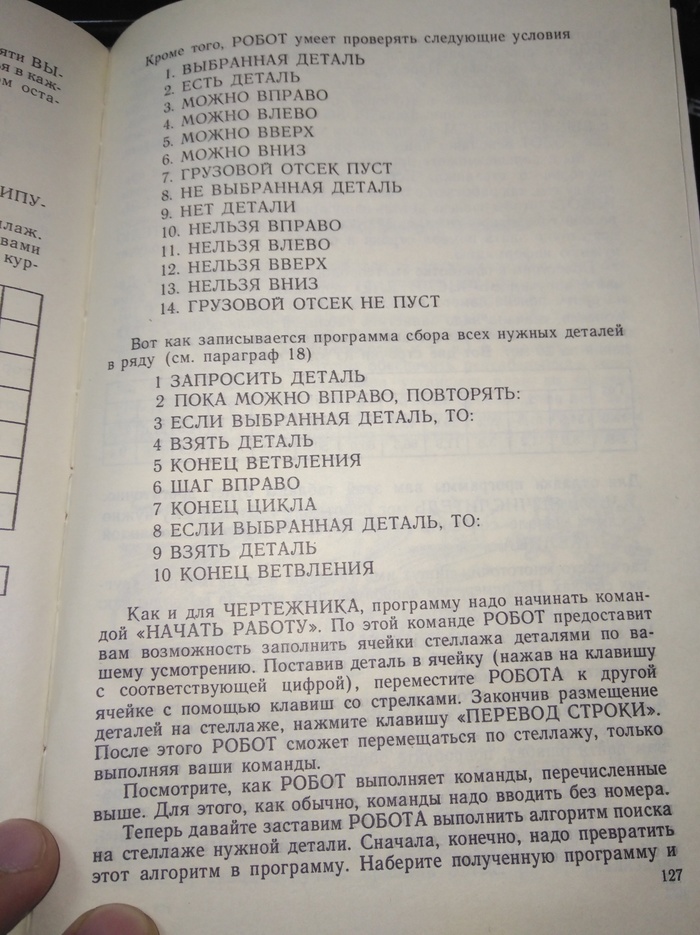 яти ВЫ-
я в каж-
ом оста-
ИПУ-
лаж.
вами
кур-
Кроме того, РОБОТ умеет проверять следующие условия
1. ВЫБРАННАЯ ДЕТАЛЬ
2. ЕСТЬ ДЕТАЛЬ
3. МОЖНО ВПРАВО
4. МОЖНО ВЛЕВО
5. МОЖНО ВВЕРХ
6. МОЖНО ВНИЗ
7. ГРУЗОВОЙ ОТСЕК ПУСТ
8. НЕ ВЫБРАННАЯ ДЕТАЛЬ
9. НЕТ ДЕТАЛИ
10. НЕЛЬЗЯ ВПРАВО
11. НЕЛЬЗЯ ВЛЕВО
12. НЕЛЬЗЯ ВВЕРХ
13. НЕЛЬЗЯ ВНИЗ
14. ГРУЗОВОЙ ОТСЕК НЕ ПУСТ
Вот как записывается программа сбора всех нужных деталей
в ряду (см. параграф 18)
1 ЗАПРОСИТЬ ДЕТАЛЬ
2 ПОКА МОЖНО ВПРАВО, ПОВТОРЯТЬ:
3 ЕСЛИ ВЫБРАННАЯ ДЕТАЛЬ, ТО:
4 ВЗЯТЬ ДЕТАЛЬ
5 КОНЕЦ ВЕТВЛЕНИЯ
6 ШАГ ВПРАВО
7 КОНЕЦ ЦИКЛА
8 ЕСЛИ ВЫБРАННАЯ ДЕТАЛЬ, ТО:
9 ВЗЯТЬ ДЕТАЛЬ
10 КОНЕЦ ВЕТВЛЕНИЯ
Как и для ЧЕРТЕЖНИКА, программу надо начинать коман-
дой «НАЧАТЬ РАБОТУ». По этой команде РОБОТ предоставит
вам возможность заполнить ячейки стеллажа деталями по ва-
шему усмотрению. Поставив деталь в ячейку (нажав на клавишу
с соответствующей цифрой), переместите РОБОТА к другой
ячейке с помощью клавиш со стрелками. Закончив размещение
деталей на стеллаже, нажмите клавишу «ПЕРЕВОД СТРОКИ».
После этого РОБОТ сможет перемещаться по стеллажу, только
выполняя ваши команды.
Посмотрите, как РОБОТ выполняет команды, перечисленные
выше. Для этого, как обычно, команды надо вводить без номера.
Теперь давайте заставим РОБОТА выполнить алгоритм поиска
на стеллаже нужной детали. Сначала, конечно, надо превратить
этот алгоритм в программу. Наберите полученную программу и
127